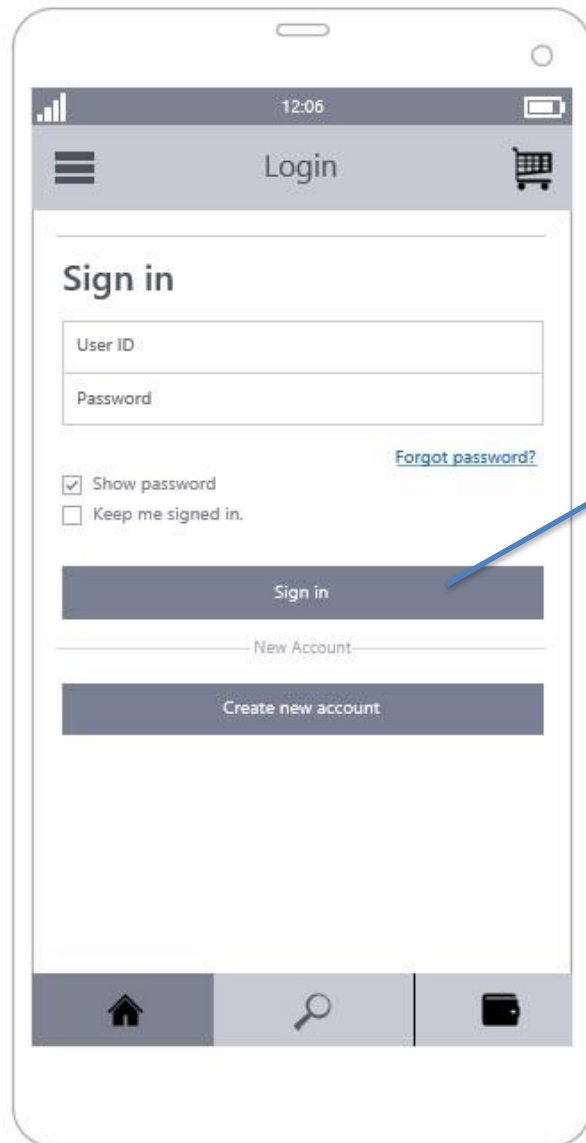 12:06
Login
Sign in
User ID
Password
Forgot password?
Show password
Keep me signed in.
Sign in
New Account
Create new account